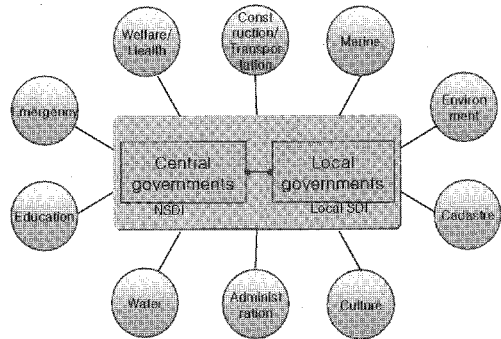 Welfare/
Health
Const
ruction/
Transpor
tation
Marine
Emergency
Environ
ment
Central
governments
NSDI
Local
governments
Local SDI
Education
Cadastre
Water
Administ
ration
Culture